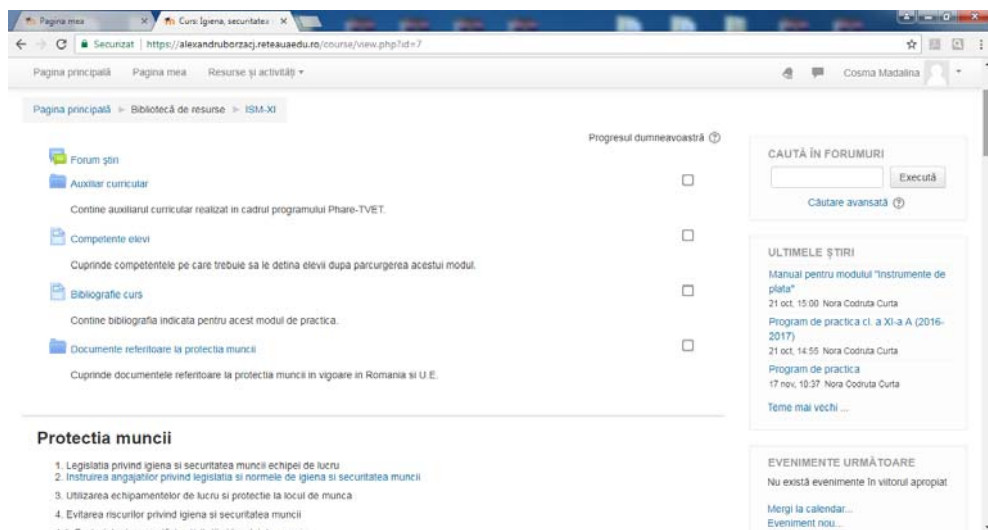 Pagina mea
Curs: Igiena, securitatea
Securizat | https://alexandruborzacj.reteauaedu.ro/course/view.php?id=7
Pagina principală Pagina mea Resurse și activități
Cosma Madalina
Pagina principală Bibliotecă de resurse ISM-XI
Progresul dumneavoastră
Forum știri
Auxiliar curricular
Contine auxiliarul curricular realizat in cadrul programului Phare-TVET.
Competente elevi
Cuprinde competentele pe care trebuie sa le detina elevii dupa parcurgerea acestui modul.
Bibliografie curs
Contine bibliografia indicata pentru acest modul de practica.
Documente referitoare la protectia muncii
Cuprinde documentele referitoare la protectia muncii in vigoare in Romania si U.E.
Protectia muncii
1. Legislatia privind igiena si securitatea muncii echipei de lucru
2. Instruirea angajatilor privind legislatia si normele de igiena si securitatea muncii
3. Utilizarea echipamentelor de lucru si protectie la locul de munca
4. Evitarea riscurilor privind igiena si securitatea muncii
CAUTĂ ÎN FORUMURI
Execută
Căutare avansată
ULTIMELE ȘTIRI
Manual pentru modulul "Instrumente de
plata"
21 oct, 15:00 Nora Codruta Curta
Program de practica cl. a XI-a A (2016-
2017)
21 oct, 14:55 Nora Codruta Curta
Program de practica
17 nov, 10:37 Nora Codruta Curta
Teme mai vechi ...
EVENIMENTE URMĂTOARE
Nu există evenimente în viitorul apropiat
Mergi la calendar...
Eveniment nou...